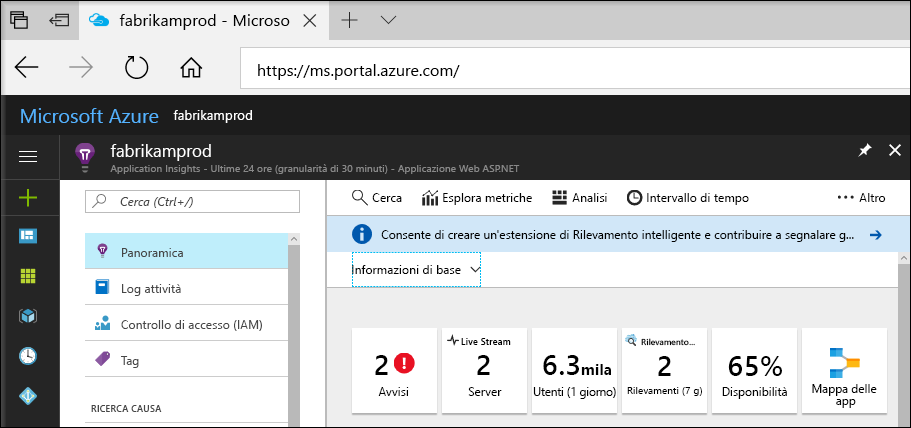 fabrikamprod - Microso
https://ms.portal.azure.com/
Microsoft Azure fabrikamprod
fabrikamprod
Application Insights - Ultime 24 ore (granularità di 30 minuti) - Applicazione Web ASP.NET
Cerca (Ctrl+/)
Panoramica
Log attività
Controllo di accesso (IAM)
Tag
RICERCA CAUSA
Cerca Esplora metriche Analisi Intervallo di tempo Altro
Consente di creare un'estensione di Rilevamento intelligente e contribuire a segnalare g...
Informazioni di base
2
Avvisi
Live Stream
2
Server
6.3mila
Utenti (1 giorno)
Rilevamento...
2
Rilevamenti (7 g)
65%
Disponibilità
Mappa delle
app